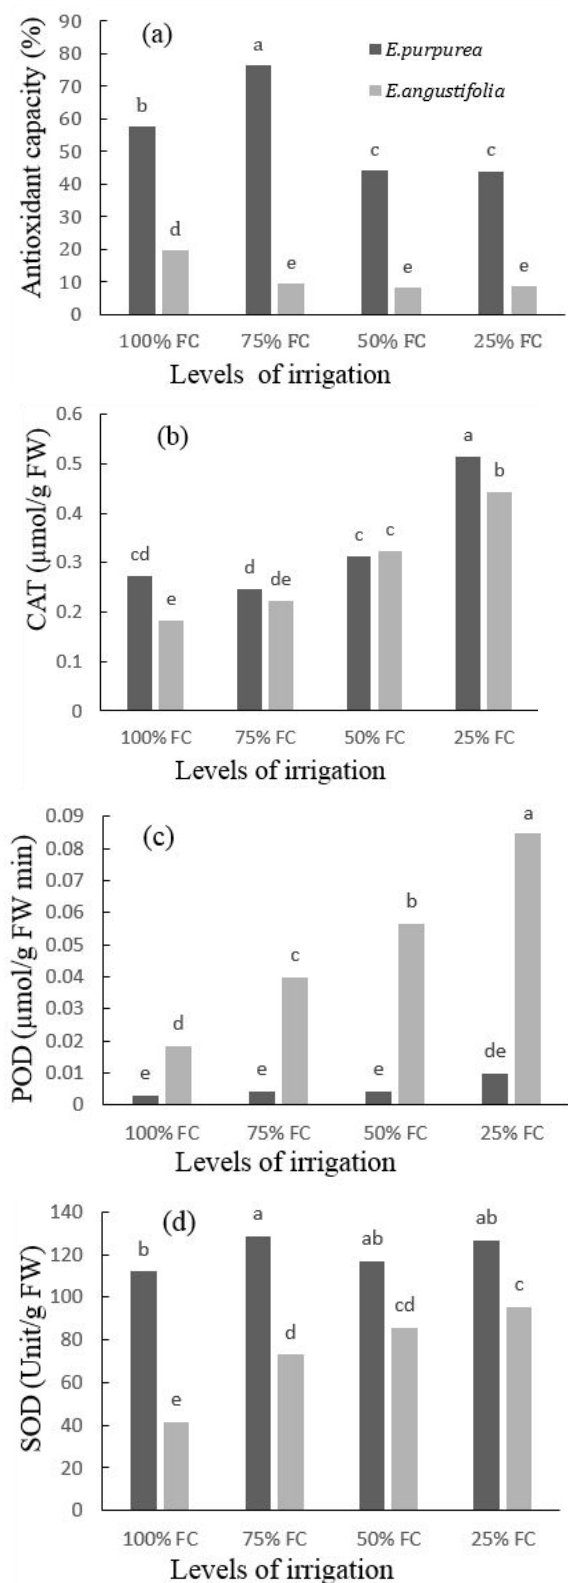 (a)
Antioxidant capacity (%)
90
80
70
60
50
40
30
20
10
0
E.purpurea
E.angustifolia
b
d
a
e
c
e
c
e
100% FC 75% FC 50% FC 25% FC
Levels of irrigation
(b)
CAT (µmol/g FW)
0.6
0.5
0.4
0.3
0.2
0.1
0
cd
e
d
de
c
c
a
b
100% FC 75% FC 50% FC 25% FC
Levels of irrigation
(c)
POD (µmol/g FW min)
0.09
0.08
0.07
0.06
0.05
0.04
0.03
0.02
0.01
0
e
d
e
c
e
b
de
a
100% FC 75% FC 50% FC 25% FC
Levels of irrigation
(d)
SOD (Unit/g FW)
140
120
100
80
60
40
20
0
b
e
a
d
ab
cd
ab
c
100% FC 75% FC 50% FC 25% FC
Levels of irrigation